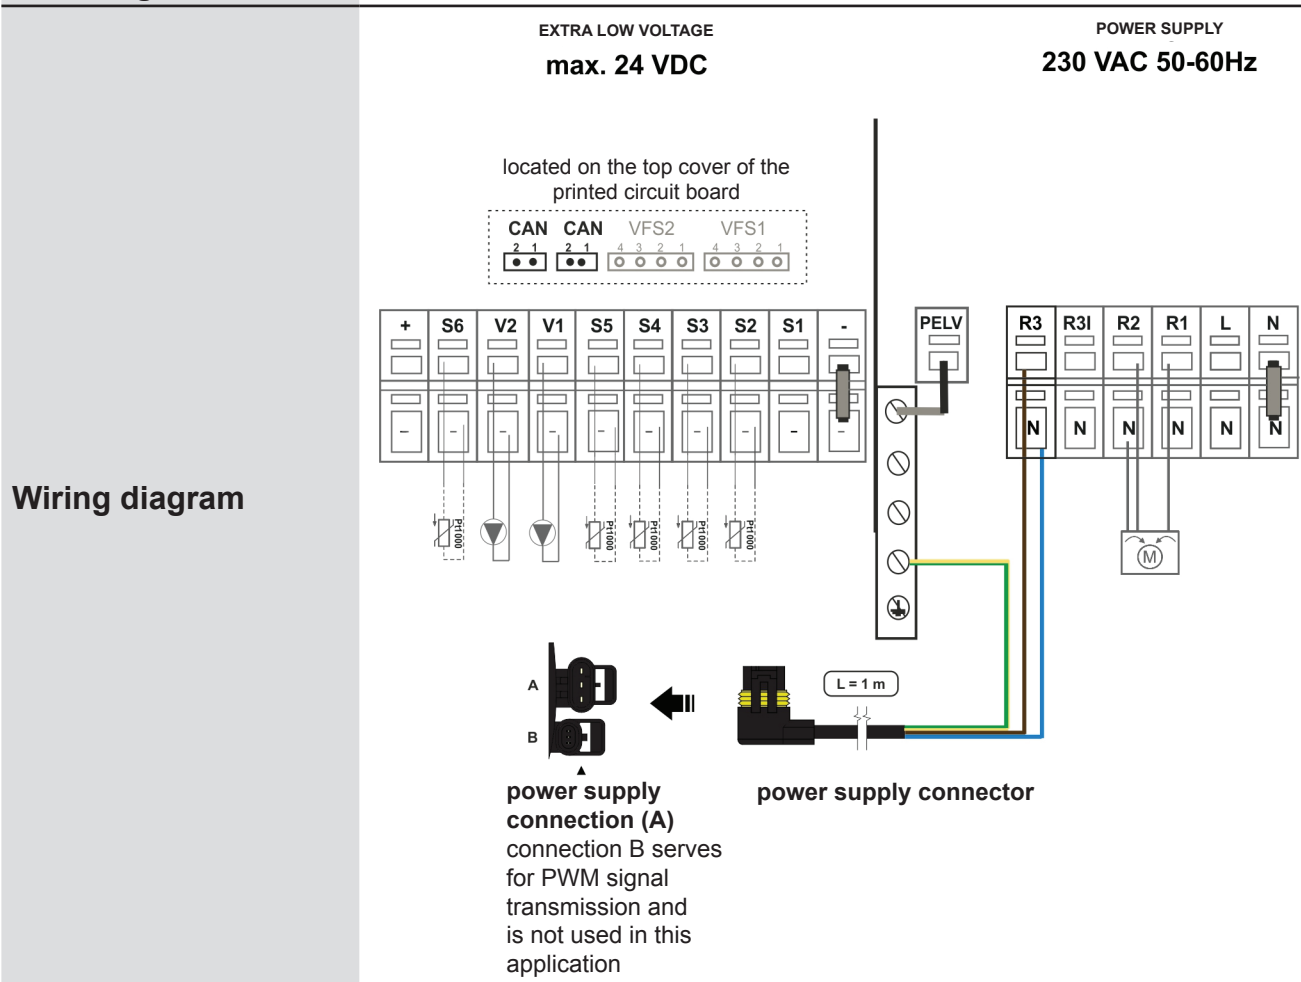 EXTRA LOW VOLTAGE
max. 24 VDC
POWER SUPPLY
230 VAC 50-60Hz
located on the top cover of the
printed circuit board
CAN CAN VFS2 VFS1
2 1 2 1 4 3 2 1 4 3 2 1
+ S6 V2 V1 S5 S4 S3 S2 S1 -
PELV
R3 R3I R2 R1 L N
- - - - - - - - - -
N N N N N N
Wiring diagram
Pt1000 Pt1000 Pt1000 Pt1000 Pt1000
M
A
B
L = 1 m
power supply
connection (A)
connection B serves
for PWM signal
transmission and
is not used in this
application
power supply connector